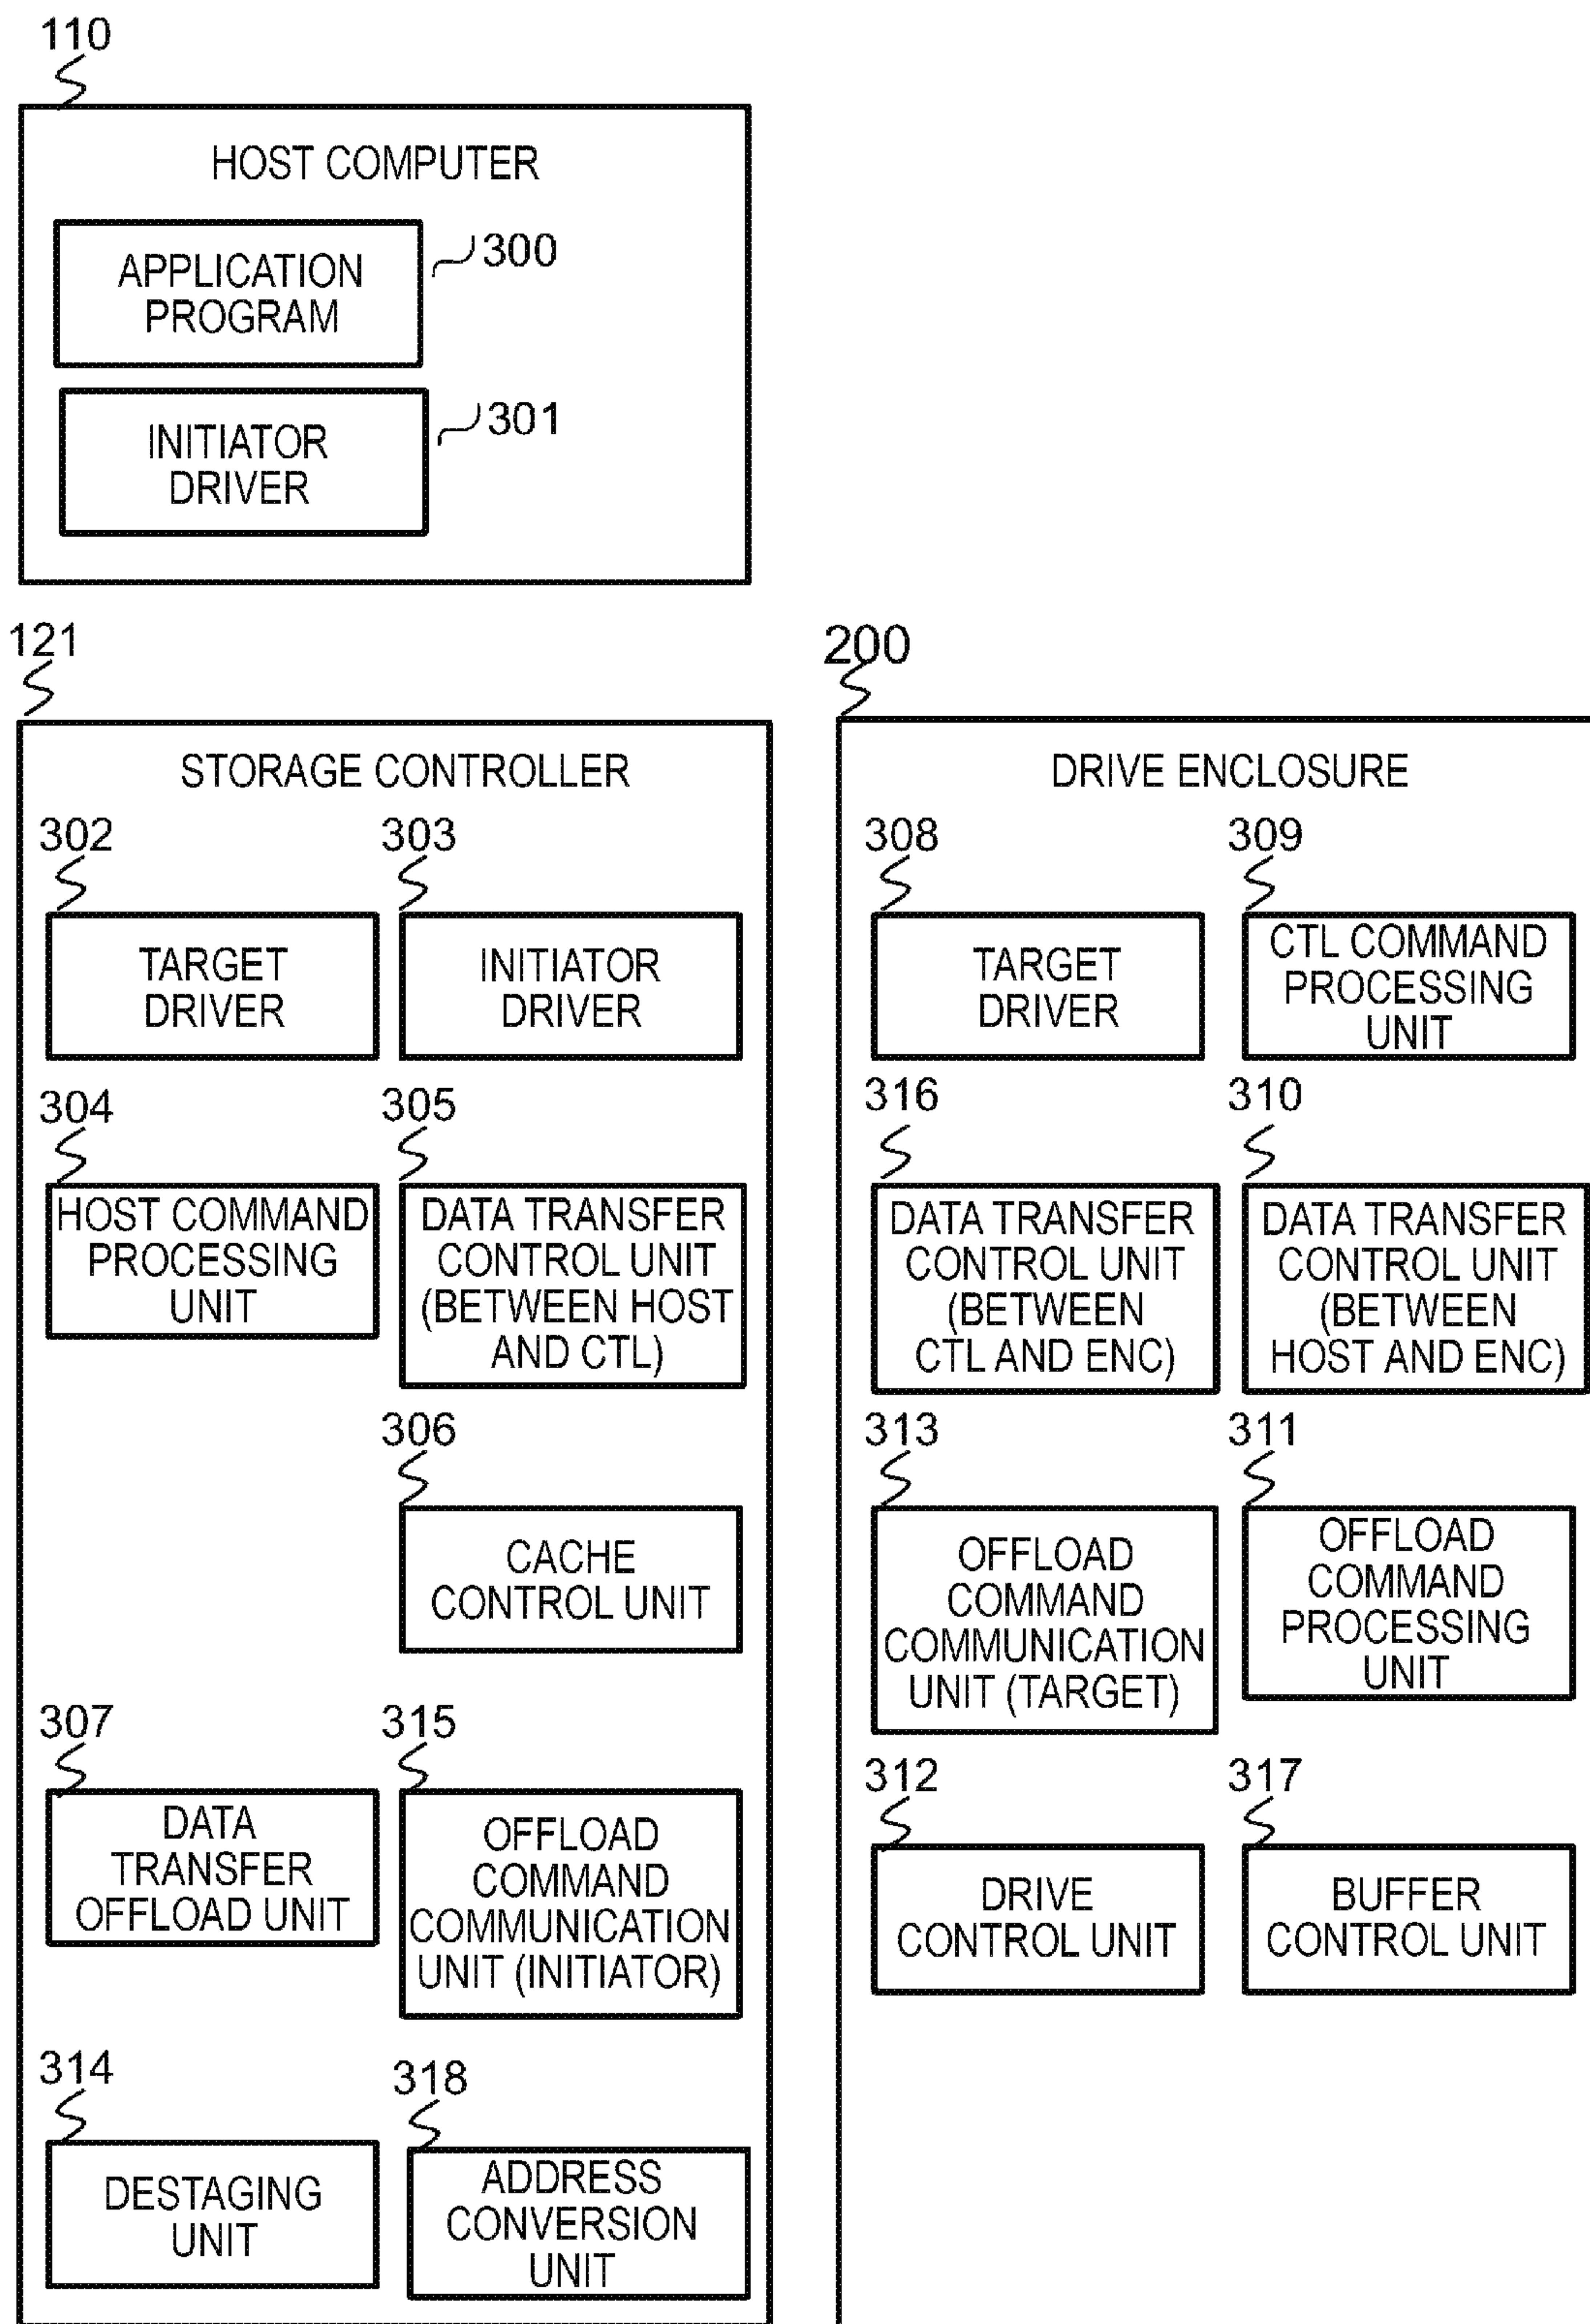 110
HOST COMPUTER
APPLICATION
PROGRAM
300
INITIATOR
DRIVER
301
121
STORAGE CONTROLLER
302
TARGET
DRIVER
303
INITIATOR
DRIVER
304
HOST COMMAND
PROCESSING
UNIT
305
DATA TRANSFER
CONTROL UNIT
(BETWEEN HOST
AND CTL)
306
CACHE
CONTROL UNIT
307
DATA
TRANSFER
OFFLOAD UNIT
315
OFFLOAD
COMMAND
COMMUNICATION
UNIT (INITIATOR)
314
DESTAGING
UNIT
318
ADDRESS
CONVERSION
UNIT
200
DRIVE ENCLOSURE
308
TARGET
DRIVER
309
CTL COMMAND
PROCESSING
UNIT
316
DATA TRANSFER
CONTROL UNIT
(BETWEEN
CTL AND ENC)
310
DATA TRANSFER
CONTROL UNIT
(BETWEEN
HOST AND ENC)
313
OFFLOAD
COMMAND
COMMUNICATION
UNIT (TARGET)
311
OFFLOAD
COMMAND
PROCESSING
UNIT
312
DRIVE
CONTROL UNIT
317
BUFFER
CONTROL UNIT